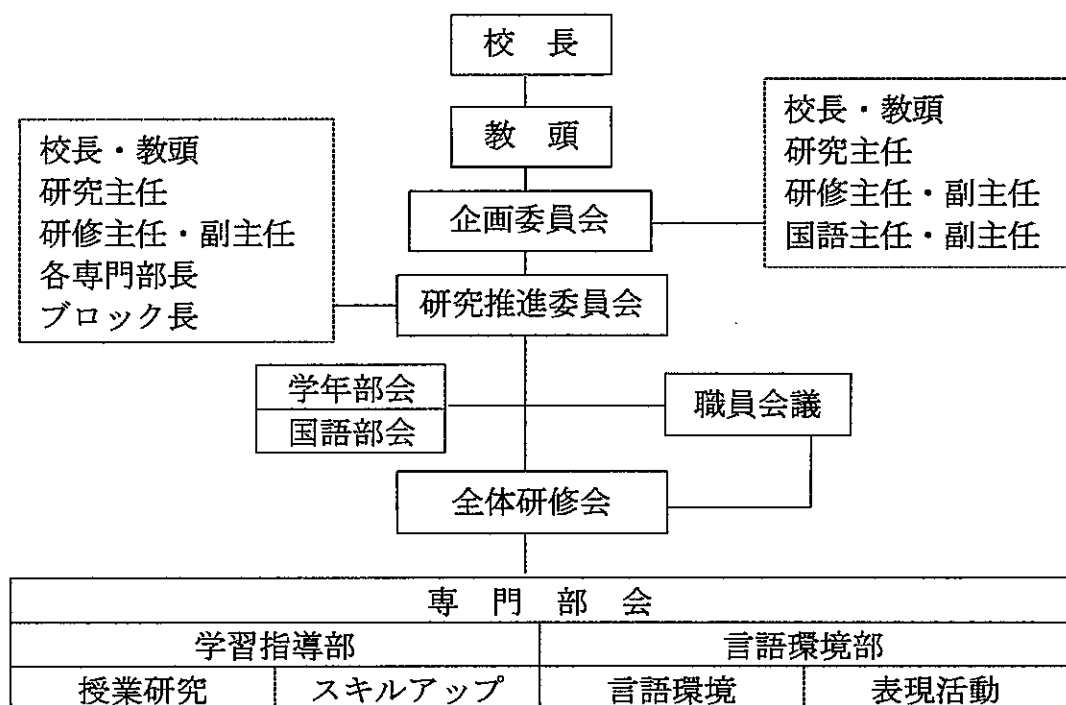 校長
教頭
校長・教頭
研究主任
研修主任・副主任
各専門部長
ブロック長
企画委員会
校長・教頭
研究主任
研修主任・副主任
国語主任・副主任
研究推進委員会
学年部会
国語部会
職員会議
全体研修会
専門部会
学習指導部
言語環境部
授業研究
スキルアップ
言語環境
表現活動